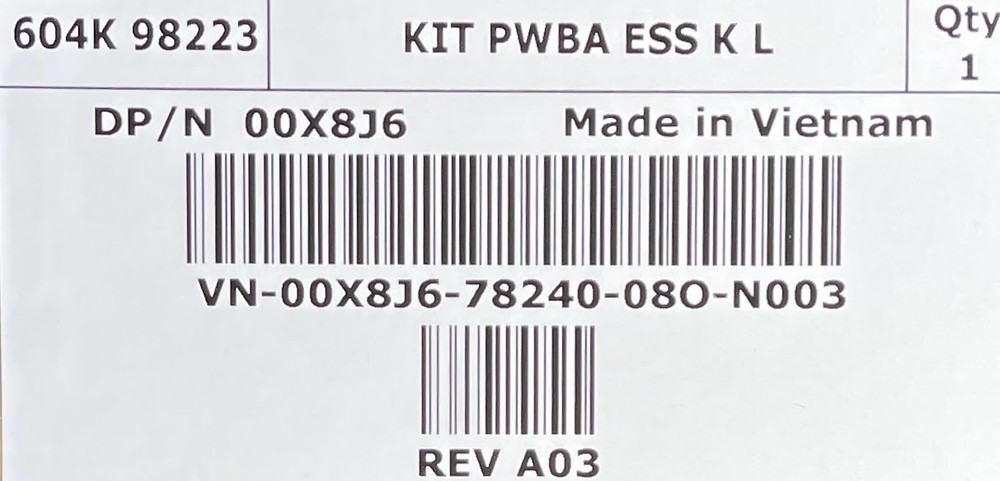 604K 98223
KIT PWBA ESS K L
Qty
1
DP/N 00X8J6
Made in Vietnam
VN-00X8J6-78240-08O-N003
REV A03